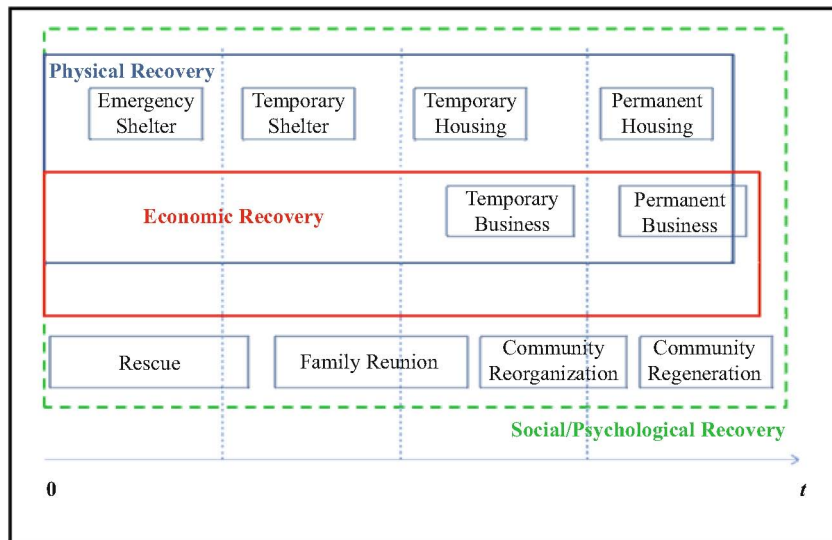 Physical Recovery
Emergency
Shelter
Temporary
Shelter
Temporary
Housing
Permanent
Housing
Economic Recovery
Temporary
Business
Permanent
Business
Rescue
Family Reunion
Community
Reorganization
Community
Regeneration
Social/Psychological Recovery
0
t